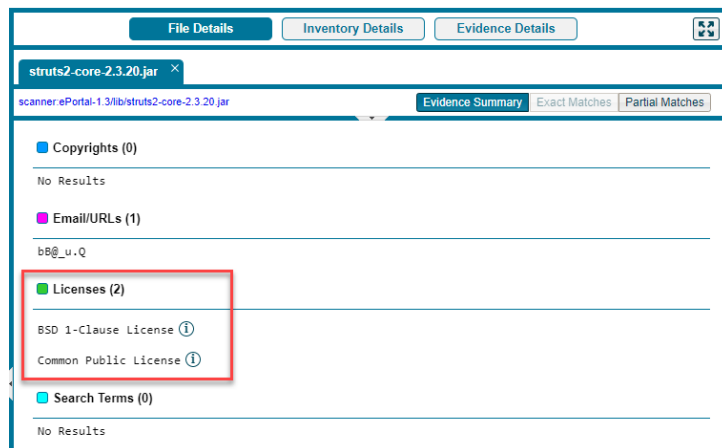 File Details Inventory Details Evidence Details
struts2-core-2.3.20.jar ×
scanner.ePortal-1.3/lib/struts2-core-2.3.20.jar Evidence Summary Exact Matches Partial Matches
Copyrights (0)
No Results
Email/URLs (1)
bB@_u.Q
Licenses (2)
BSD 1-Clause License i
Common Public License i
Search Terms (0)
No Results